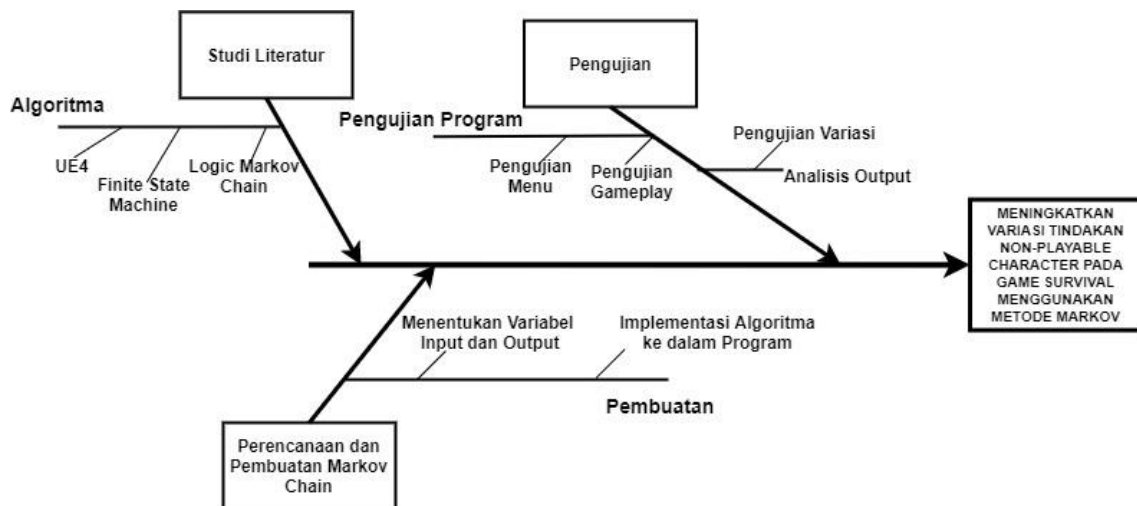 Studi Literatur
Algoritma
UE4
Finite State
Machine
Logic Markov
Chain
Pengujian
Pengujian Program
Pengujian
Menu
Pengujian
Gameplay
Pengujian Variasi
Analisis Output
MENINGKATKAN
VARIASI TINDAKAN
NON-PLAYABLE
CHARACTER PADA
GAME SURVIVAL
MENGGUNAKAN
METODE MARKOV
Menentukan Variabel
Input dan Output
Implementasi Algoritma
ke dalam Program
Pembuatan
Perencanaan dan
Pembuatan Markov
Chain